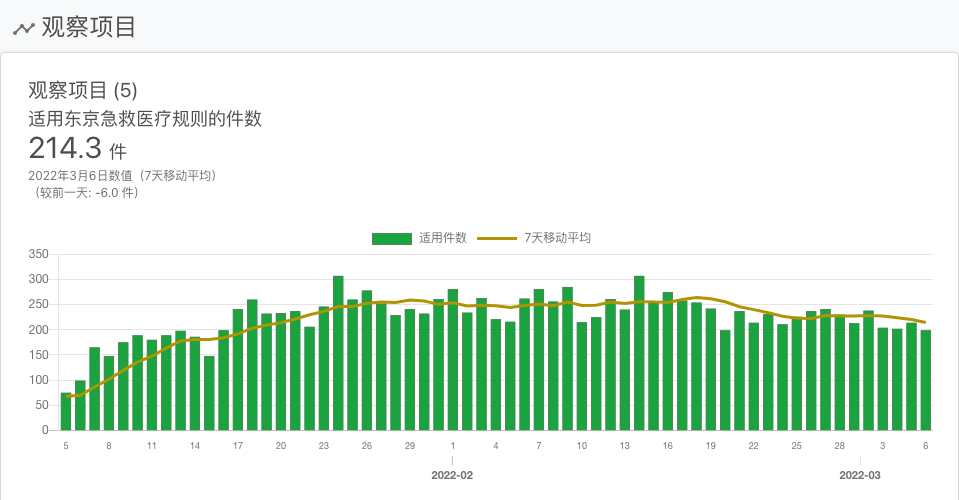 观察项目
观察项目 (5)
适用东京急救医疗规则的件数
214.3 件
2022年3月6日数值（7天移动平均）
（较前一天: -6.0 件）
适用件数 7天移动平均
350
300
250
200
150
100
50
0
5 8 11 14 17 20 23 26 29 1 4 7 10 13 16 19 22 25 28 3 6
2022-02 2022-03